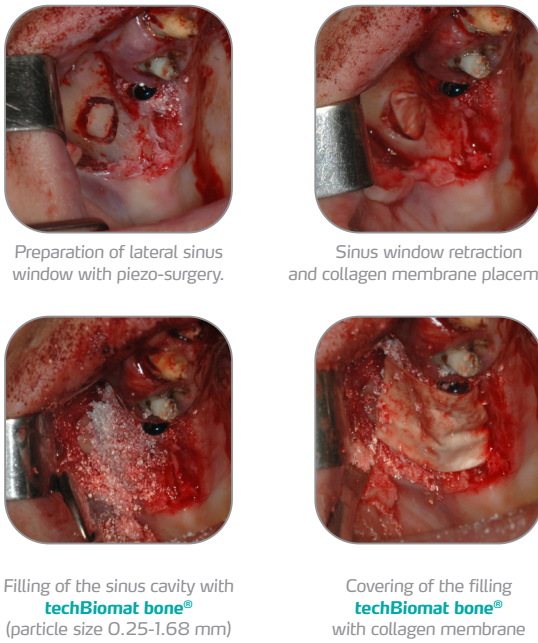 Preparation of lateral sinus
window with piezo-surgery.
Sinus window retraction
and collagen membrane placem
Filling of the sinus cavity with
techBiomat bone®
(particle size 0.25-1.68 mm)
Covering of the filling
techBiomat bone®
with collagen membrane